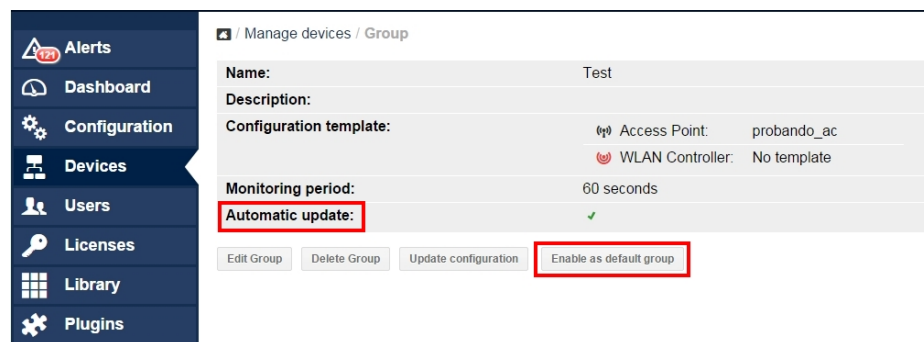 Alerts
121
Dashboard
Configuration
Devices
Users
Licenses
Library
Plugins
/ Manage devices / Group
Name: Test
Description:
Configuration template: Access Point: probando_ac
WLAN Controller: No template
Monitoring period: 60 seconds
Automatic update:
Edit Group Delete Group Update configuration Enable as default group